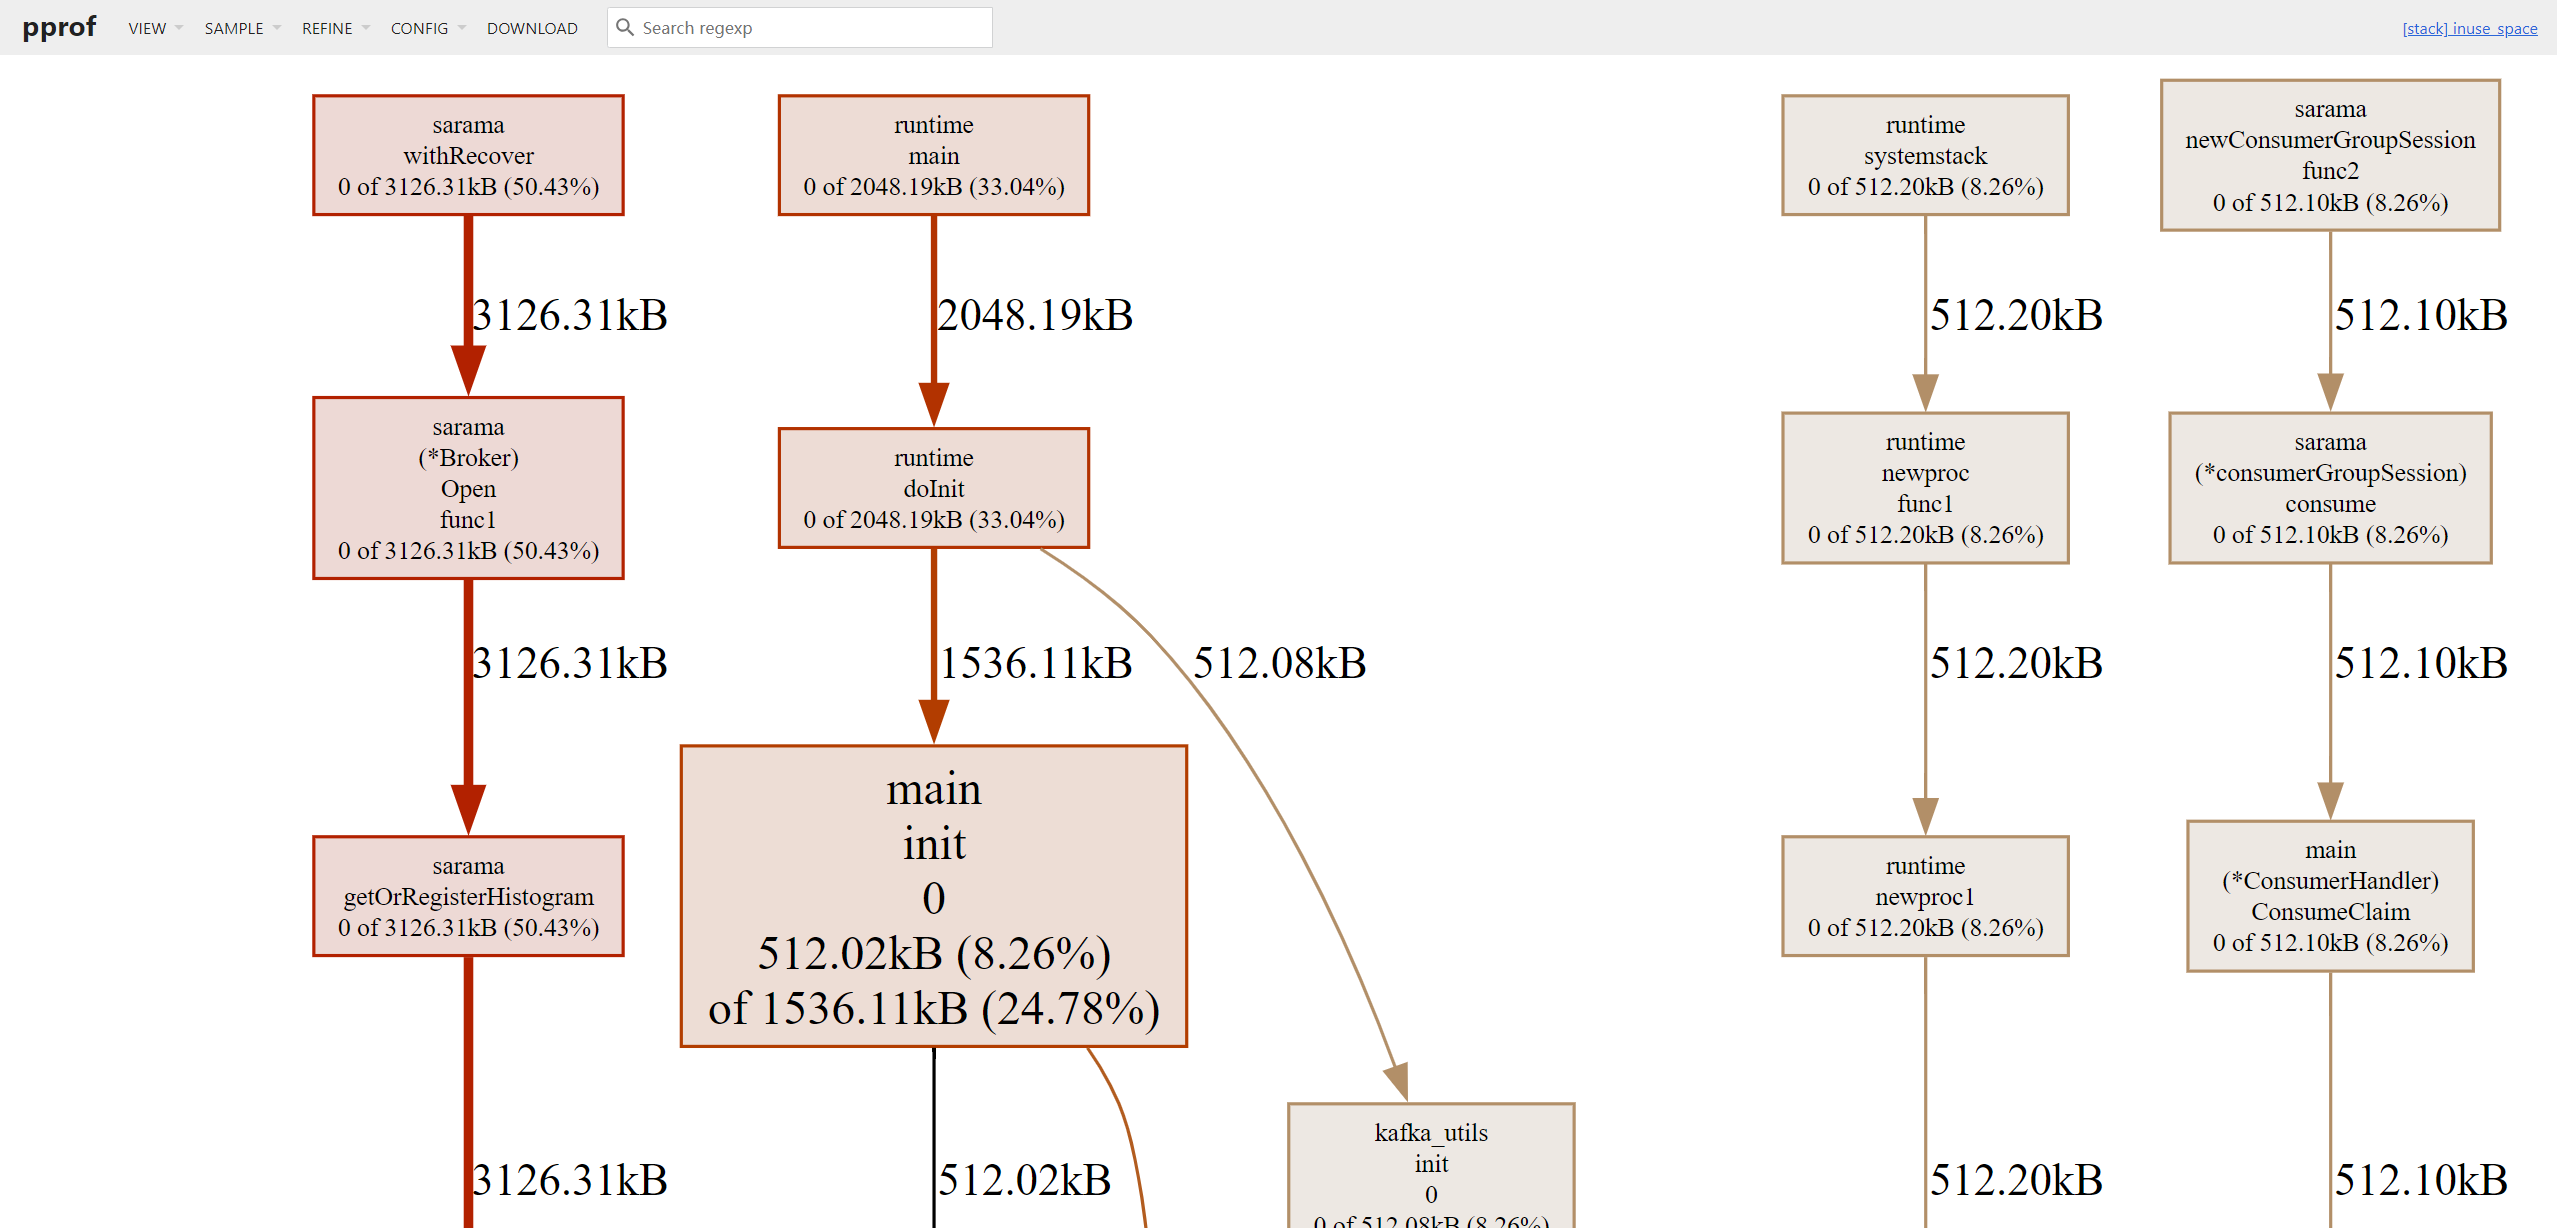 pprof
VIEW
SAMPLE
REFINE
CONFIG
DOWNLOAD
Search regexp
[stack] inuse_space
sarama
withRecover
0 of 3126.31kB (50.43%)
3126.31kB
sarama
(*Broker)
Open
func1
0 of 3126.31kB (50.43%)
3126.31kB
sarama
getOrRegisterHistogram
0 of 3126.31kB (50.43%)
3126.31kB
runtime
main
0 of 2048.19kB (33.04%)
2048.19kB
runtime
doInit
0 of 2048.19kB (33.04%)
1536.11kB
512.08kB
main
init
0
512.02kB (8.26%)
of 1536.11kB (24.78%)
512.02kB
kafka_utils
init
0
0 of 512.08kB (8.26%)
runtime
systemstack
0 of 512.20kB (8.26%)
512.20kB
runtime
newproc
func1
0 of 512.20kB (8.26%)
512.20kB
runtime
newproc1
0 of 512.20kB (8.26%)
512.20kB
sarama
newConsumerGroupSession
func2
0 of 512.10kB (8.26%)
512.10kB
sarama
(*consumerGroupSession)
consume
0 of 512.10kB (8.26%)
512.10kB
main
(*ConsumerHandler)
ConsumeClaim
0 of 512.10kB (8.26%)
512.10kB